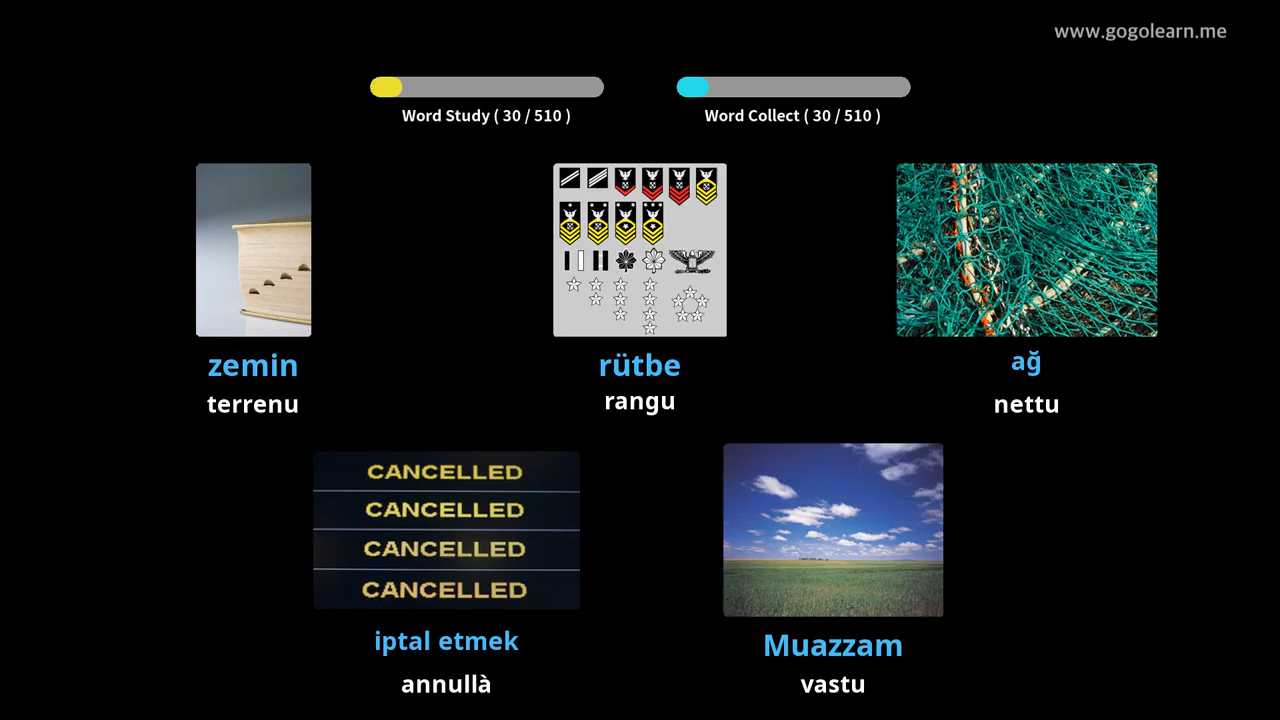 www.gogolearn.me
Word Study ( 30 / 510 )
Word Collect ( 30 / 510 )
zemin
terrenu
rütbe
rangu
ağ
nettu
CANCELLED
CANCELLED
CANCELLED
CANCELLED
iptal etmek
annullà
Muazzam
vastu